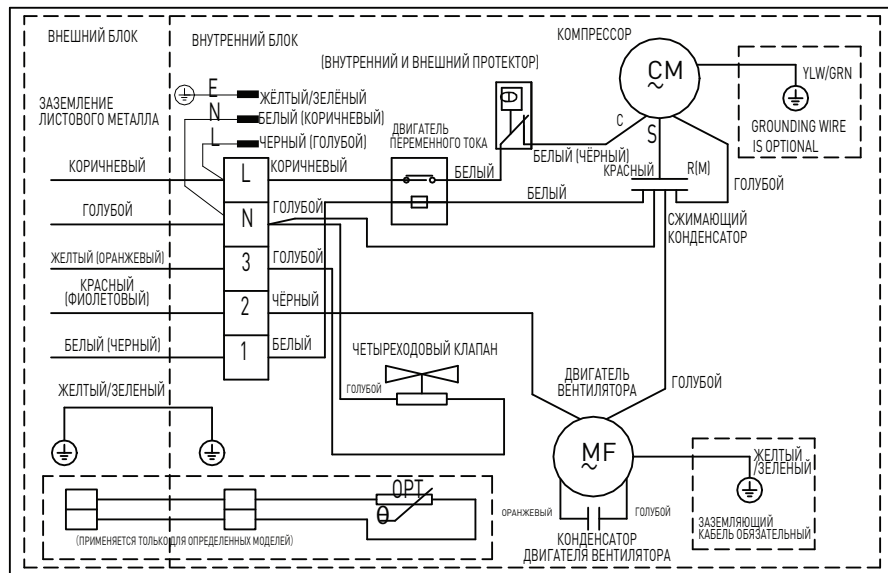 ВНЕШНИЙ БЛОК
ВНУТРЕННИЙ БЛОК
(ВНУТРЕННИЙ И ВНЕШНИЙ ПРОТЕКТОР)
КОМПРЕССОР
CM
~
YLW/GRN
GROUNDING WIRE
IS OPTIONAL
ЗАЗЕМЛЕНИЕ
ЛИСТОВОГО МЕТАЛЛА
E
ЖЁЛТЫЙ/ЗЕЛЁНЫЙ
N
БЕЛЫЙ (КОРИЧНЕВЫЙ)
L
ЧЕРНЫЙ (ГОЛУБОЙ)
ДВИГАТЕЛЬ
ПЕРЕМЕННОГО ТОКА
C
S
R(M)
БЕЛЫЙ (ЧЁРНЫЙ)
КРАСНЫЙ
ГОЛУБОЙ
КОРИЧНЕВЫЙ
L
КОРИЧНЕВЫЙ
БЕЛЫЙ
БЕЛЫЙ
СЖИМАЮЩИЙ
КОНДЕНСАТОР
ГОЛУБОЙ
N
ГОЛУБОЙ
ЖЕЛТЫЙ (ОРАНЖЕВЫЙ)
3
ГОЛУБОЙ
КРАСНЫЙ
(ФИОЛЕТОВЫЙ)
2
ЧЁРНЫЙ
БЕЛЫЙ (ЧЕРНЫЙ)
1
БЕЛЫЙ
ЧЕТЫРЕХОДОВЫЙ КЛАПАН
ГОЛУБОЙ
ДВИГАТЕЛЬ
ВЕНТИЛЯТОРА
ГОЛУБОЙ
ЖЕЛТЫЙ/ЗЕЛЕНЫЙ
MF
~
ЖЕЛТЫЙ
/ЗЕЛЕНЫЙ
ЗАЗЕМЛЯЮЩИЙ
КАБЕЛЬ ОБЯЗАТЕЛЬНЫЙ
ОРАНЖЕВЫЙ
ГОЛУБОЙ
КОНДЕНСАТОР
ДВИГАТЕЛЯ ВЕНТИЛЯТОРА
OPT
θ
(ПРИМЕНЯЕТСЯ ТОЛЬКО ДЛЯ ОПРЕДЕЛЕННЫХ МОДЕЛЕЙ)